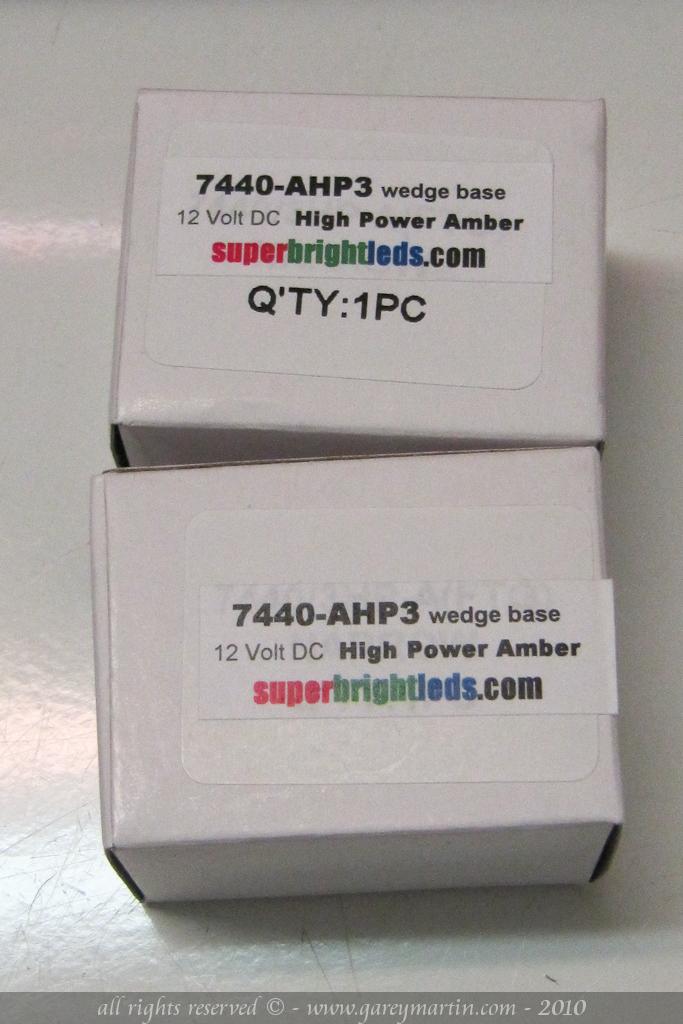 7440-AHP3 wedge base
12 Volt DC High Power Amber
superbrightleds.com
Q'TY:1PC
7440-AHP3 wedge base
12 Volt DC High Power Amber
superbrightleds.com
all rights reserved © - www.gareymartin.com - 2010